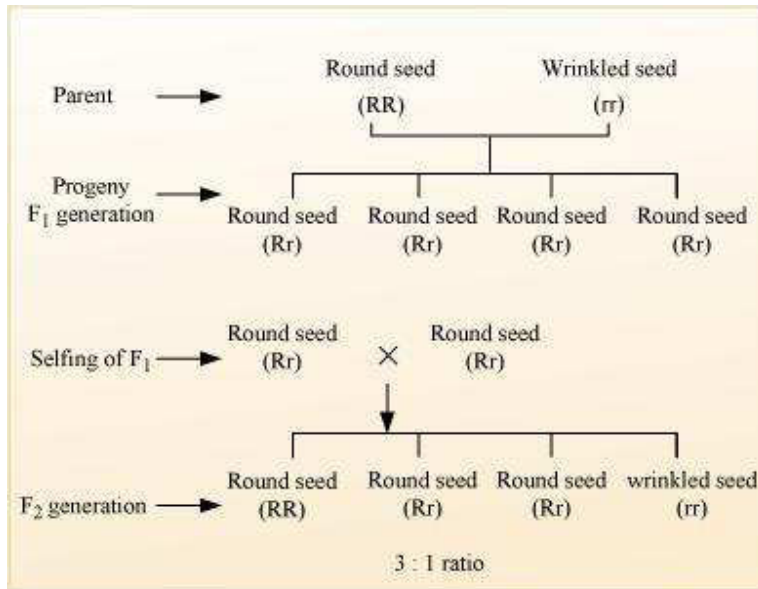 Round seed Wrinkled seed
Parent (RR) (rr)
Progeny
F₁ generation Round seed Round seed Round seed Round seed
(Rr) (Rr) (Rr) (Rr)
Round seed Round seed
Selfing of F₁ (Rr) × (Rr)
Round seed Round seed Round seed wrinkled seed
F₂ generation (RR) (Rr) (Rr) (rr)
3 : 1 ratio